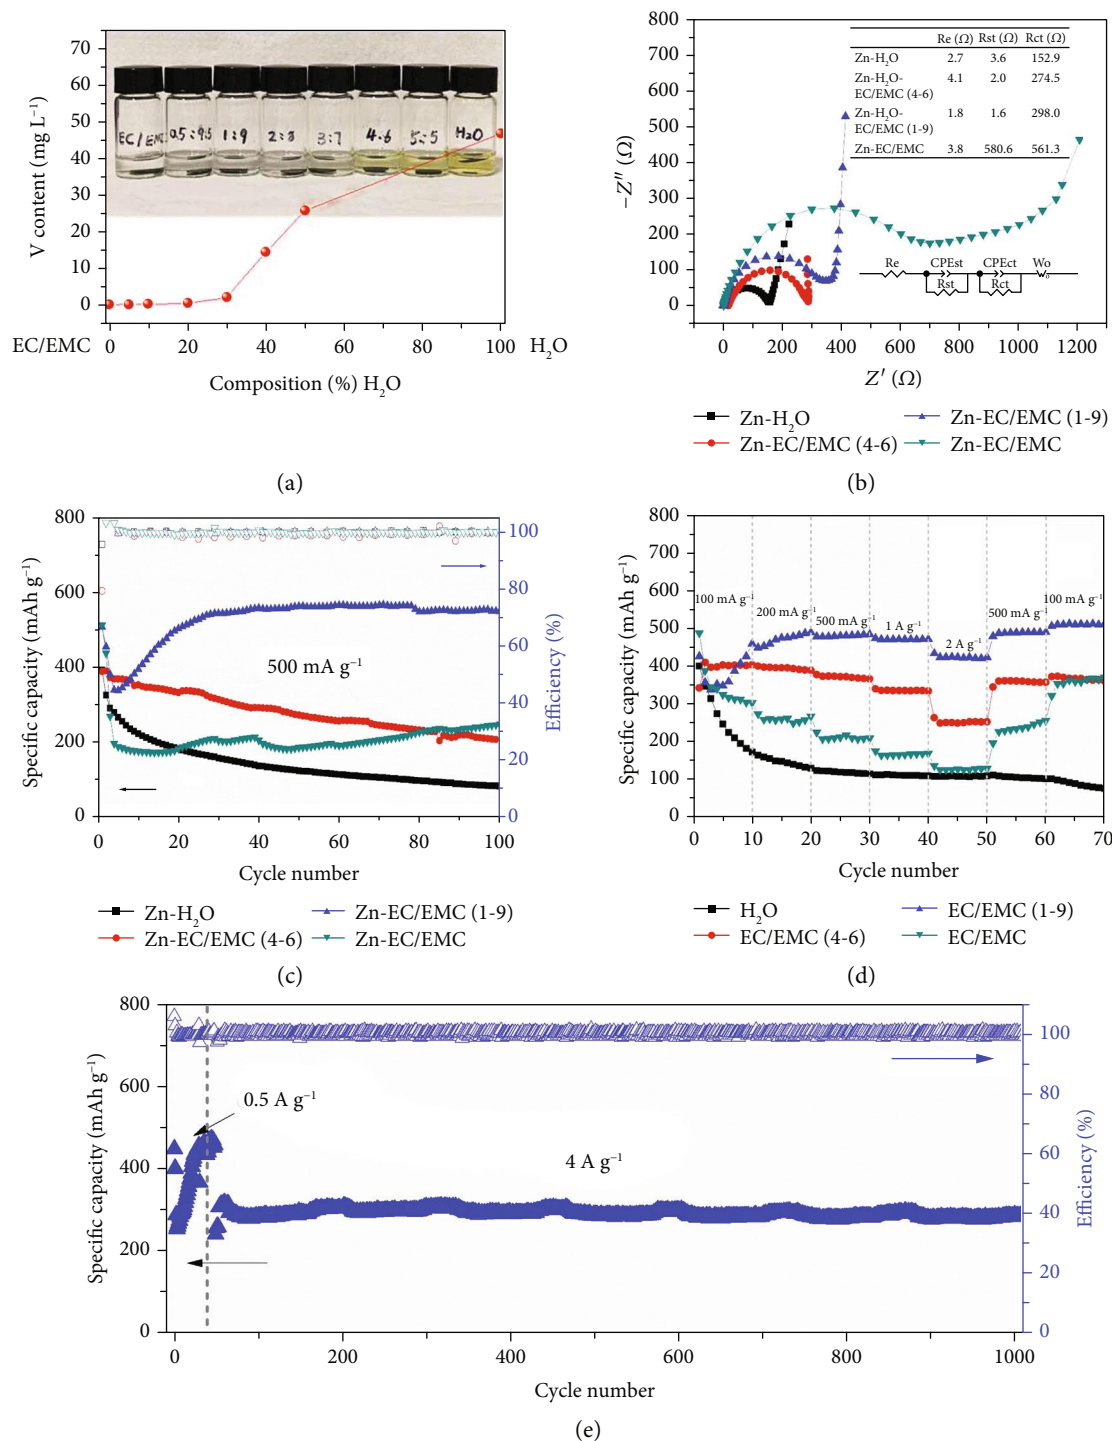 75
70
60
50
40
30
20
10
0
V content (mg L⁻¹)
EC/EMC 0.5:9.5 1:9 2:8 3:7 4:6 5:5 H₂O
0 20 40 60 80 100
EC/EMC H₂O
Composition (%) H₂O
(a)
800
700
600
500
400
300
200
100
0
−Z″ (Ω)
Re (Ω) Rst (Ω) Rct (Ω)
Zn-H₂O 2.7 3.6 152.9
Zn-H₂O- 4.1 2.0 274.5
EC/EMC (4-6)
Zn-H₂O- 1.8 1.6 298.0
EC/EMC (1-9)
Zn-EC/EMC 3.8 580.6 561.3
Re CPEst CPEct Wo
Rst Rct
0 200 400 600 800 1000 1200
Z′ (Ω)
Zn-H₂O Zn-EC/EMC (1-9)
Zn-EC/EMC (4-6) Zn-EC/EMC
(b)
800
600
400
200
0
Specific capacity (mAh g⁻¹)
500 mA g⁻¹
100
80
60
40
20
0
Efficiency (%)
0 20 40 60 80 100
Cycle number
Zn-H₂O Zn-EC/EMC (1-9)
Zn-EC/EMC (4-6) Zn-EC/EMC
(c)
800
700
600
500
400
300
200
100
0
Specific capacity (mAh g⁻¹)
100 mA g⁻¹ 200 mA g⁻¹ 500 mA g⁻¹ 1 A g⁻¹ 2 A g⁻¹ 500 mA g⁻¹ 100 mA g⁻¹
0 10 20 30 40 50 60 70
Cycle number
H₂O EC/EMC (1-9)
EC/EMC (4-6) EC/EMC
(d)
800
600
400
200
0
Specific capacity (mAh g⁻¹)
0.5 A g⁻¹
4 A g⁻¹
100
80
60
40
20
0
Efficiency (%)
0 200 400 600 800 1000
Cycle number
(e)